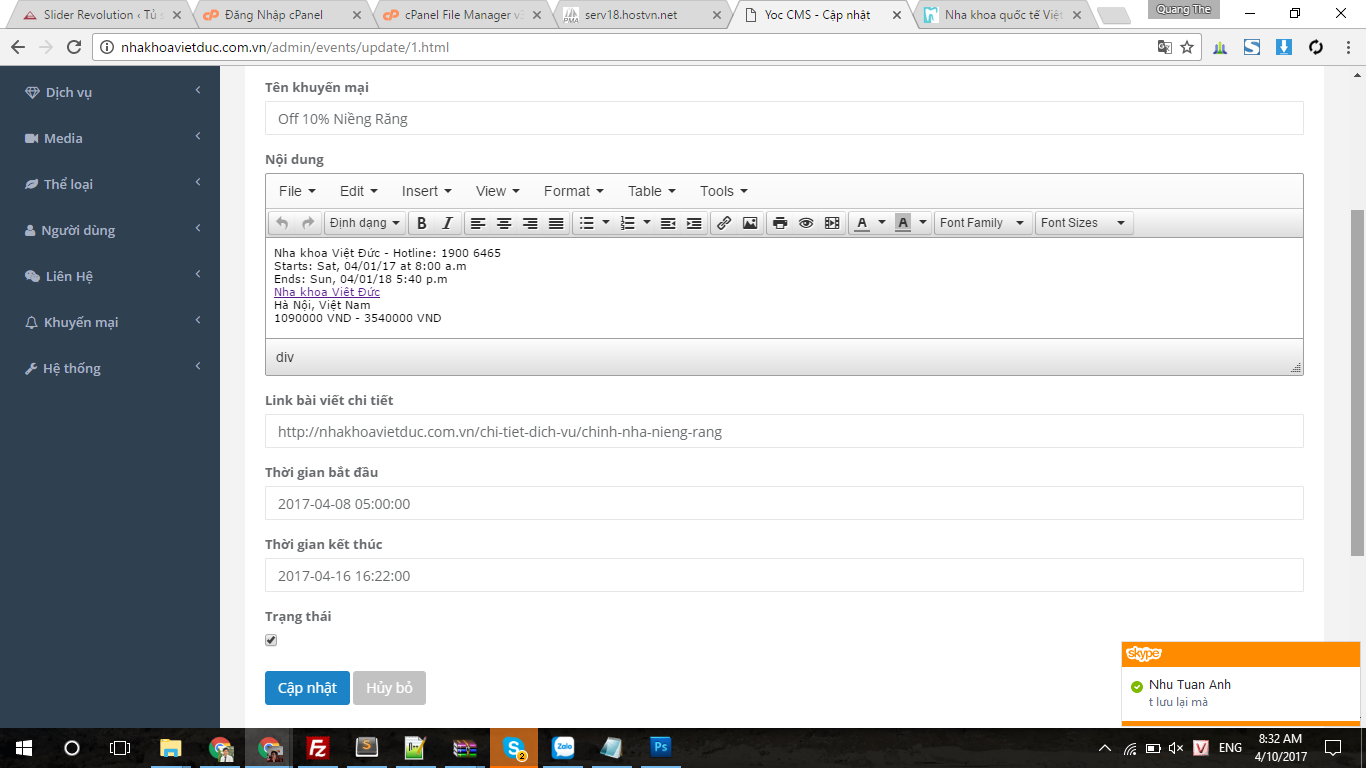 Slider Revolution ‹ Tủ s
Đăng Nhập cPanel
cPanel File Manager v
serv18.hostvn.net
Yoc CMS - Cập nhật
Nha khoa quốc tế Việt
Quang The
nhakhoavietduc.com.vn/admin/events/update/1.html
Dịch vụ
Media
Thể loại
Người dùng
Liên Hệ
Khuyến mại
Hệ thống
Tên khuyến mại
Off 10% Niềng Răng
Nội dung
File Edit Insert View Format Table Tools
Định dạng B I A A Font Family Font Sizes
Nha khoa Việt Đức - Hotline: 1900 6465
Starts: Sat, 04/01/17 at 8:00 a.m
Ends: Sun, 04/01/18 5:40 p.m
Nha khoa Việt Đức
Hà Nội, Việt Nam
1090000 VND - 3540000 VND
div
Link bài viết chi tiết
http://nhakhoavietduc.com.vn/chi-tiet-dich-vu/chinh-nha-nieng-rang
Thời gian bắt đầu
2017-04-08 05:00:00
Thời gian kết thúc
2017-04-16 16:22:00
Trạng thái
Cập nhật Hủy bỏ
skype
Nhu Tuan Anh
t lưu lại mà
Fz S S 2 Zalo Ps
V ENG
8:32 AM
4/10/2017